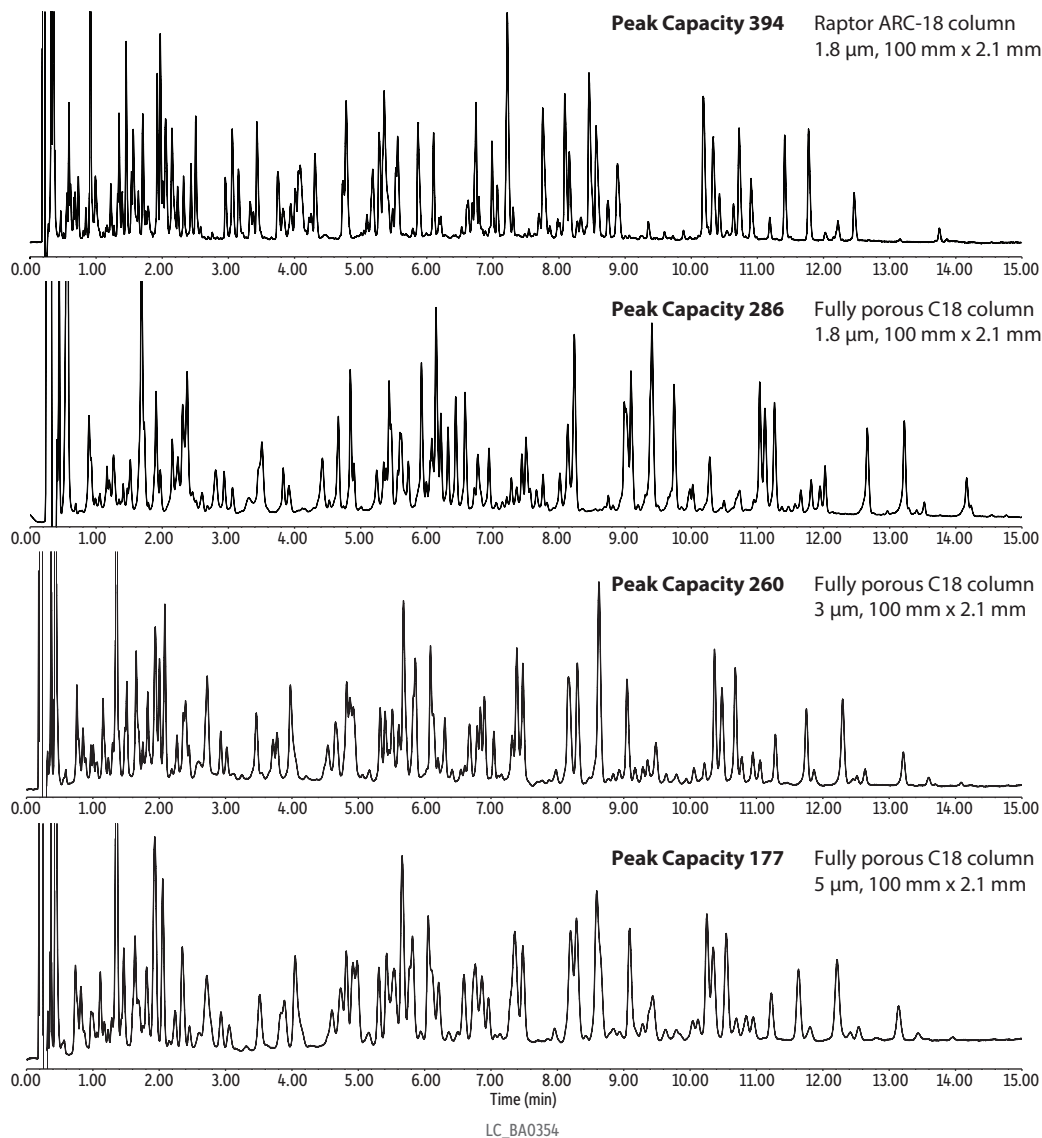 Peak Capacity 394 Raptor ARC-18 column
1.8 µm, 100 mm x 2.1 mm
0.00 1.00 2.00 3.00 4.00 5.00 6.00 7.00 8.00 9.00 10.00 11.00 12.00 13.00 14.00 15.00
Peak Capacity 286 Fully porous C18 column
1.8 µm, 100 mm x 2.1 mm
0.00 1.00 2.00 3.00 4.00 5.00 6.00 7.00 8.00 9.00 10.00 11.00 12.00 13.00 14.00 15.00
Peak Capacity 260 Fully porous C18 column
3 µm, 100 mm x 2.1 mm
0.00 1.00 2.00 3.00 4.00 5.00 6.00 7.00 8.00 9.00 10.00 11.00 12.00 13.00 14.00 15.00
Peak Capacity 177 Fully porous C18 column
5 µm, 100 mm x 2.1 mm
0.00 1.00 2.00 3.00 4.00 5.00 6.00 7.00 8.00 9.00 10.00 11.00 12.00 13.00 14.00 15.00
Time (min)
LC_BA0354